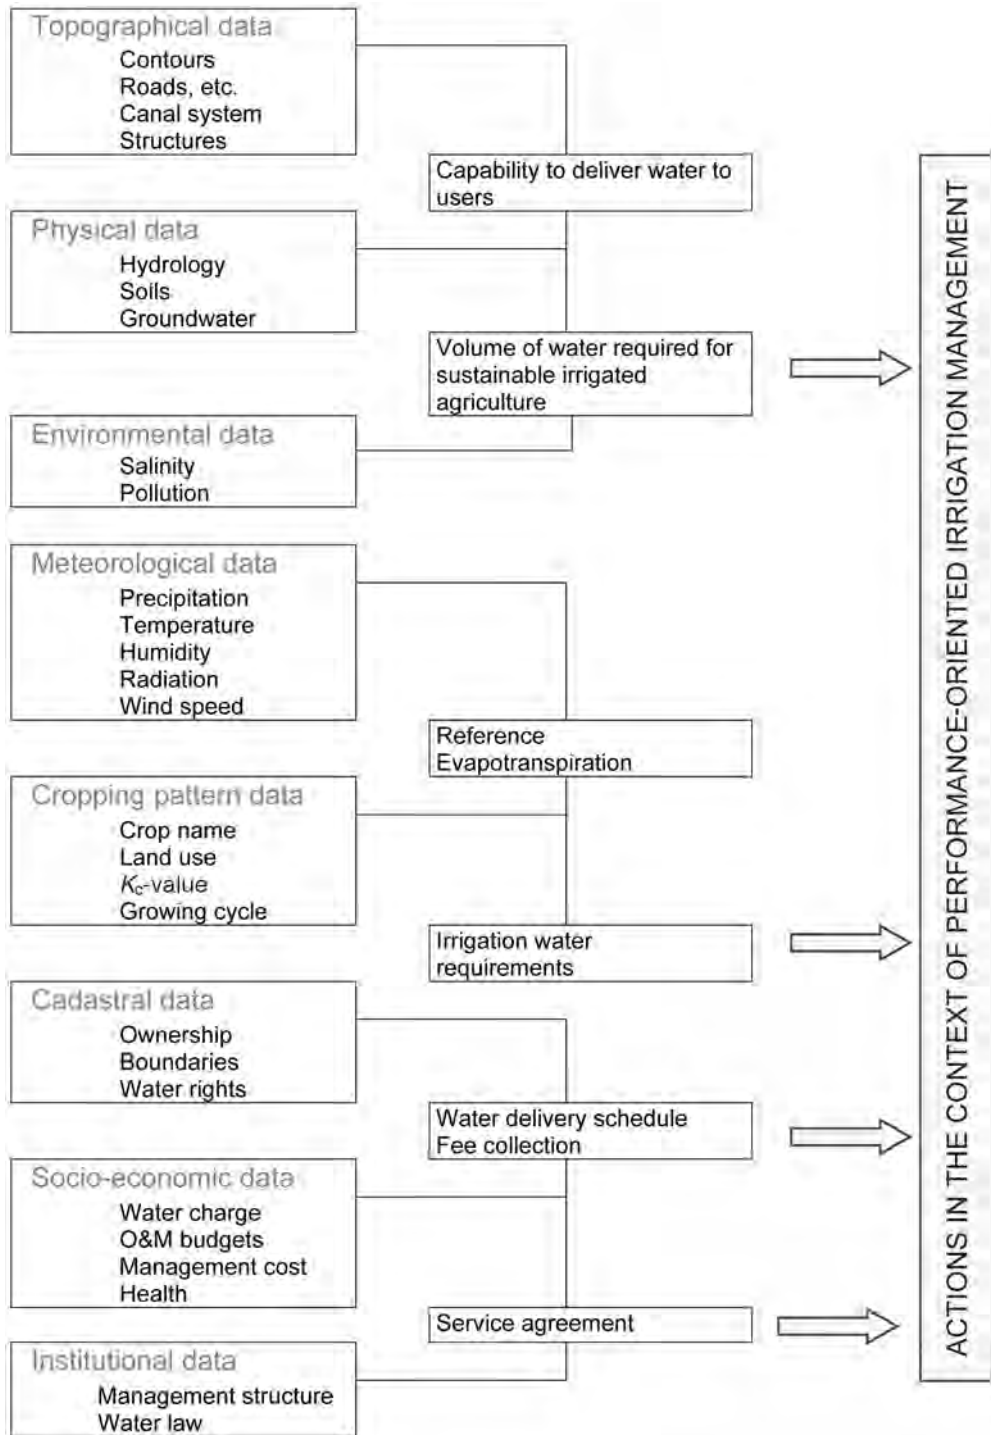 Topographical data
Contours
Roads, etc.
Canal system
Structures
Capability to deliver water to
users
Physical data
Hydrology
Soils
Groundwater
Volume of water required for
sustainable irrigated
agriculture
Environmental data
Salinity
Pollution
Meteorological data
Precipitation
Temperature
Humidity
Radiation
Wind speed
Reference
Evapotranspiration
Cropping pattern data
Crop name
Land use
Kc-value
Growing cycle
Irrigation water
requirements
Cadastral data
Ownership
Boundaries
Water rights
Water delivery schedule
Fee collection
Socio-economic data
Water charge
O&M budgets
Management cost
Health
Service agreement
Institutional data
Management structure
Water law
ACTIONS IN THE CONTEXT OF PERFORMANCE-ORIENTED IRRIGATION MANAGEMENT